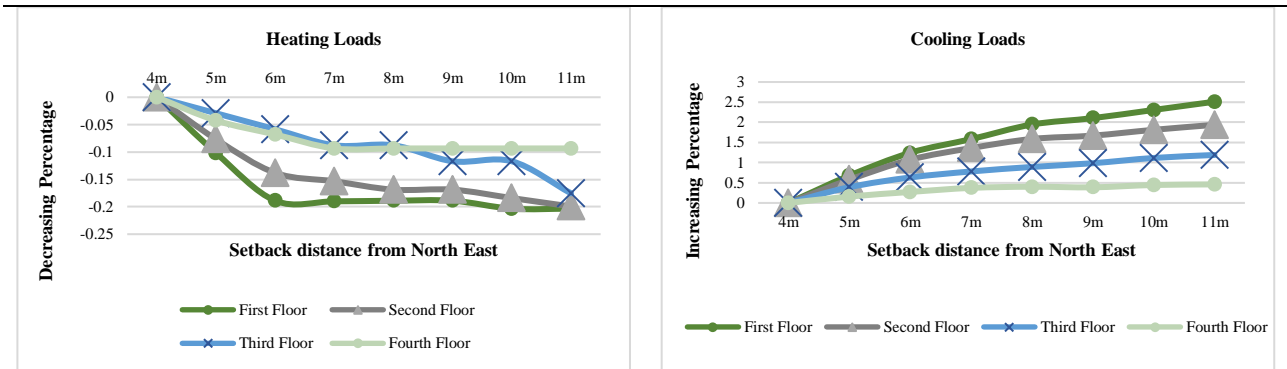 Heating Loads
4m 5m 6m 7m 8m 9m 10m 11m
0
-0.05
-0.1
-0.15
-0.2
-0.25
Decreasing Percentage
Setback distance from North East
First Floor Second Floor
Third Floor Fourth Floor
Cooling Loads
3
2.5
2
1.5
1
0.5
0
Increasing Percentage
4m 5m 6m 7m 8m 9m 10m 11m
Setback distance from North East
First Floor Second Floor Third Floor Fourth Floor